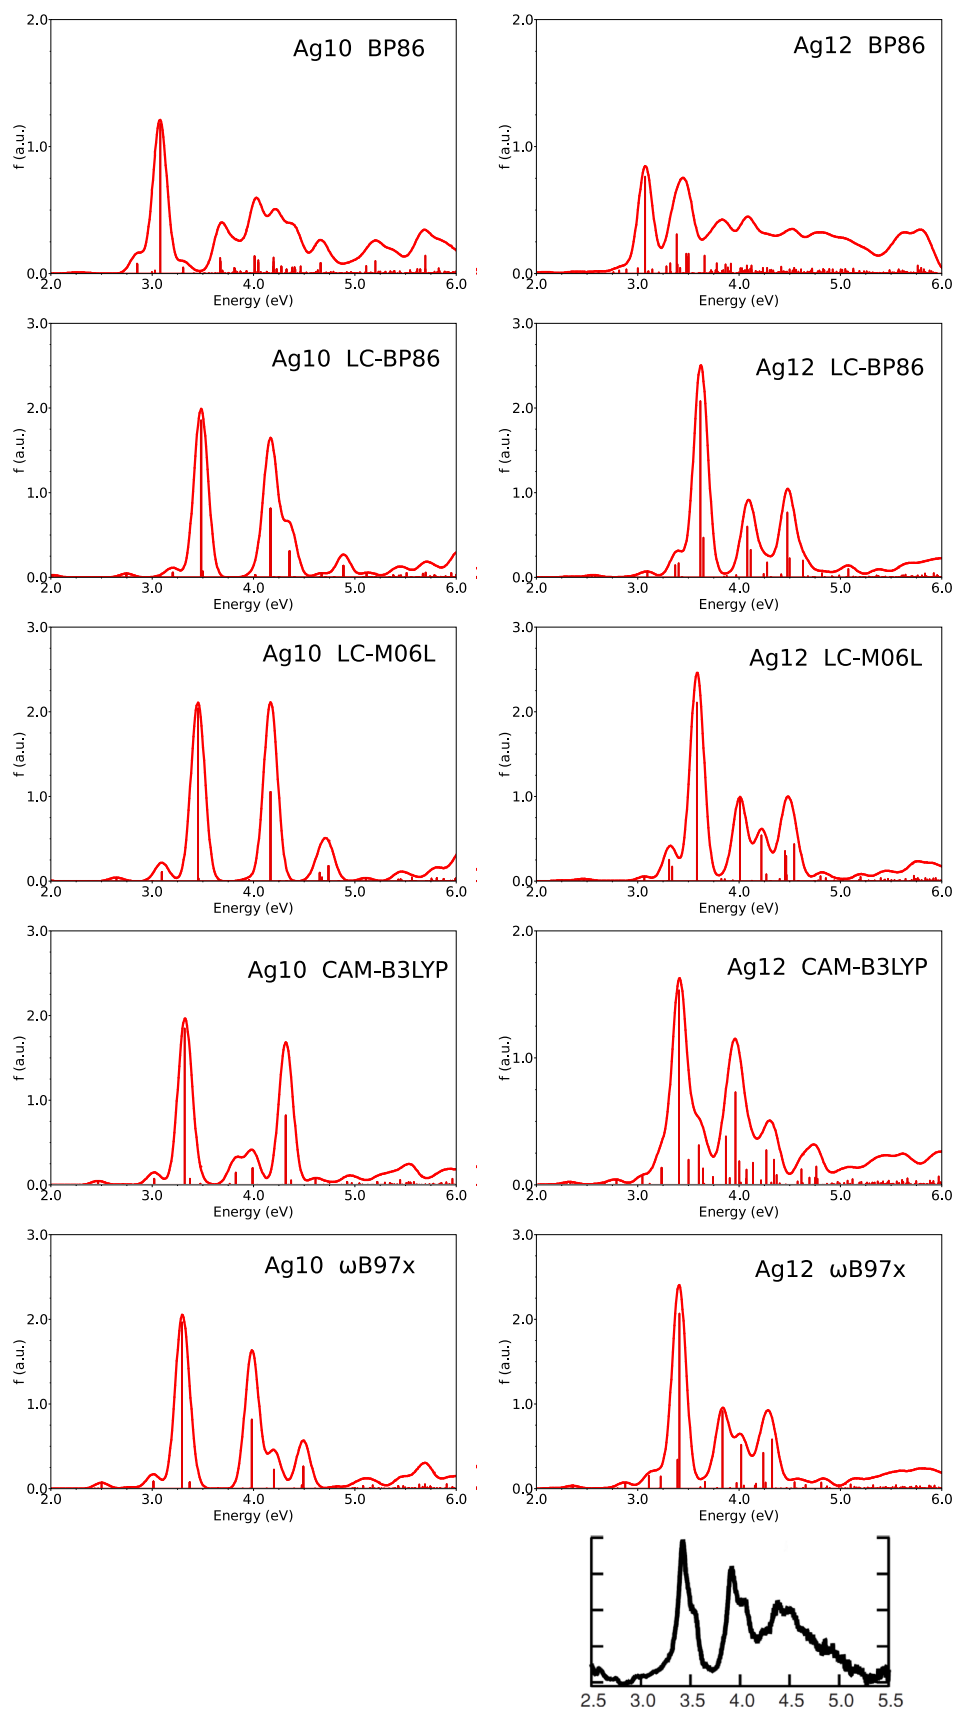 Ag10 BP86
2.0
1.0
0.0
f (a.u.)
2.0 3.0 4.0 5.0 6.0
Energy (eV)
Ag12 BP86
2.0
1.0
0.0
f (a.u.)
2.0 3.0 4.0 5.0 6.0
Energy (eV)
Ag10 LC-BP86
3.0
2.0
1.0
0.0
f (a.u.)
2.0 3.0 4.0 5.0 6.0
Energy (eV)
Ag12 LC-BP86
3.0
2.0
1.0
0.0
f (a.u.)
2.0 3.0 4.0 5.0 6.0
Energy (eV)
Ag10 LC-M06L
3.0
2.0
1.0
0.0
f (a.u.)
2.0 3.0 4.0 5.0 6.0
Energy (eV)
Ag12 LC-M06L
3.0
2.0
1.0
0.0
f (a.u.)
2.0 3.0 4.0 5.0 6.0
Energy (eV)
Ag10 CAM-B3LYP
3.0
2.0
1.0
0.0
f (a.u.)
2.0 3.0 4.0 5.0 6.0
Energy (eV)
Ag12 CAM-B3LYP
2.0
1.0
0.0
f (a.u.)
2.0 3.0 4.0 5.0 6.0
Energy (eV)
Ag10 ωB97x
3.0
2.0
1.0
0.0
f (a.u.)
2.0 3.0 4.0 5.0 6.0
Energy (eV)
Ag12 ωB97x
3.0
2.0
1.0
0.0
f (a.u.)
2.0 3.0 4.0 5.0 6.0
Energy (eV)
2.5 3.0 3.5 4.0 4.5 5.0 5.5